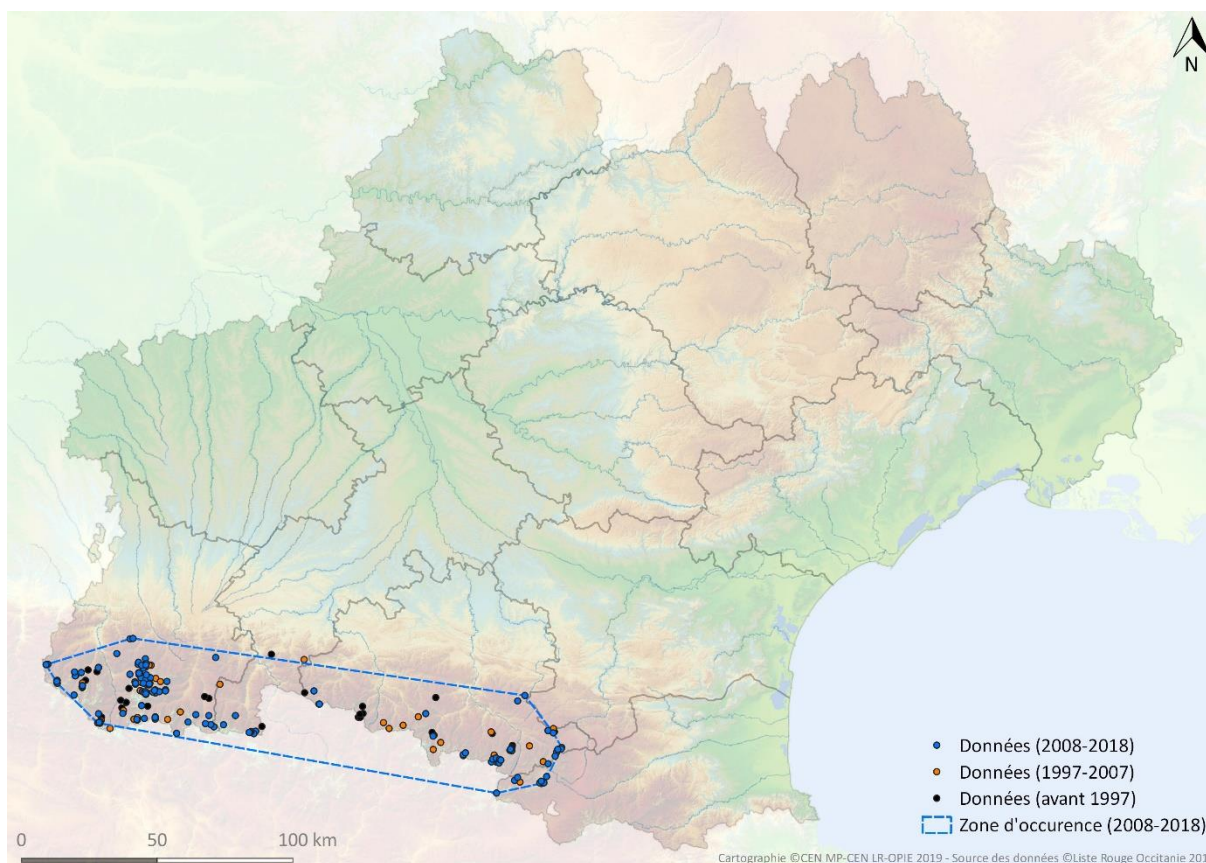 N
Données (2008-2018)
Données (1997-2007)
Données (avant 1997)
Zone d'occurence (2008-2018)
0 50 100 km
Cartographie ©CEN MP-CEN LR-OPIE 2019 - Source des données ©Liste Rouge Occitanie 201